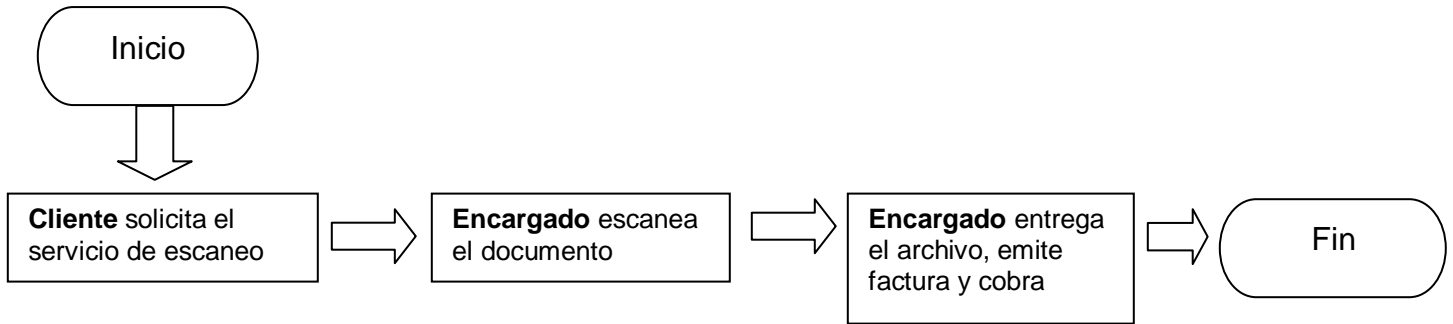 Inicio
Cliente solicita el
servicio de escaneo
Encargado escanea
el documento
Encargado entrega
el archivo, emite
factura y cobra
Fin